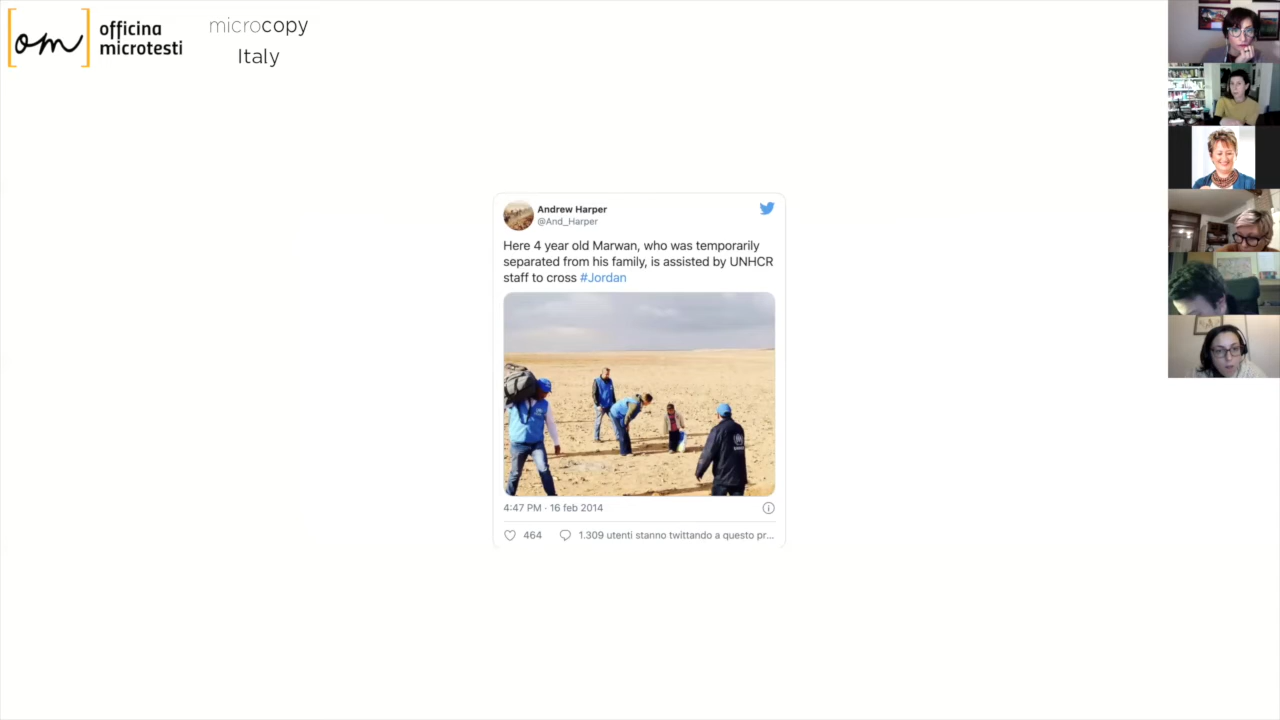 om
officina
microtesti
microcopy
Italy
Andrew Harper
@And_Harper
Here 4 year old Marwan, who was temporarily
separated from his family, is assisted by UNHCR
staff to cross #Jordan
4:47 PM · 16 feb 2014
464
1.309 utenti stanno twittando a questo pr...